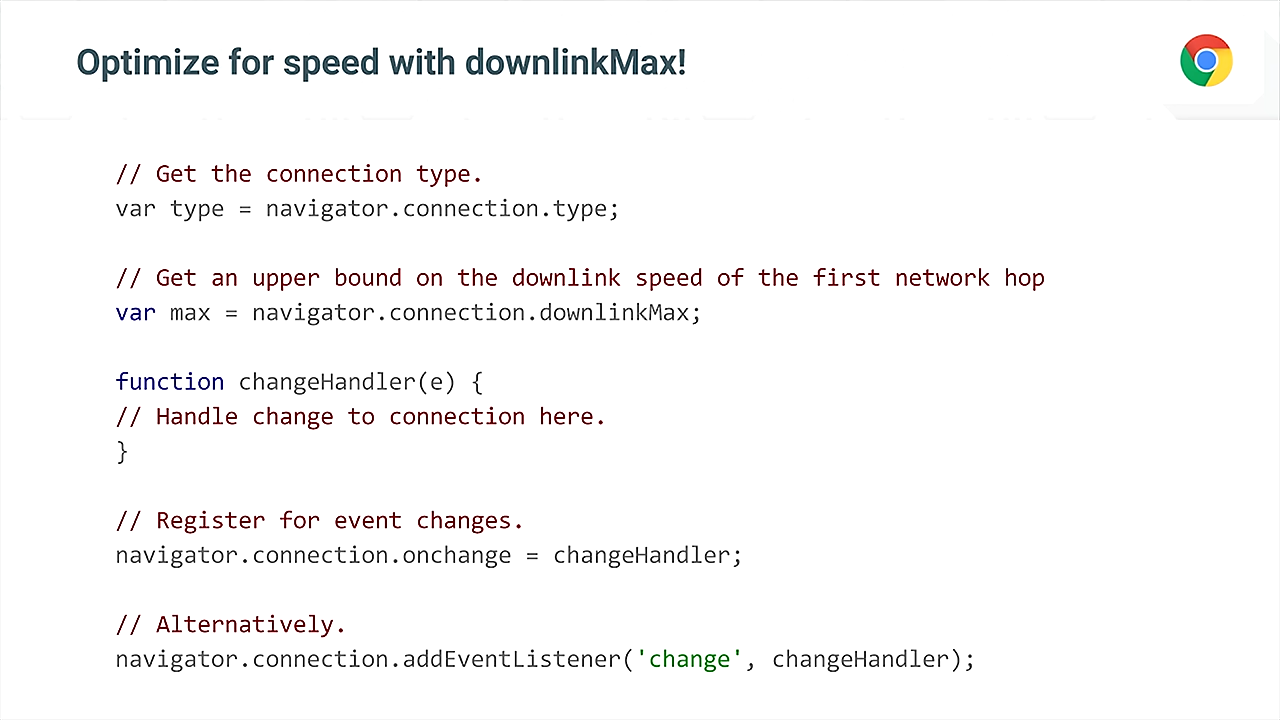 Optimize for speed with downlinkMax!
// Get the connection type.
var type = navigator.connection.type;
// Get an upper bound on the downlink speed of the first network hop
var max = navigator.connection.downlinkMax;
function changeHandler(e) {
// Handle change to connection here.
}
// Register for event changes.
navigator.connection.onchange = changeHandler;
// Alternatively.
navigator.connection.addEventListener('change', changeHandler);